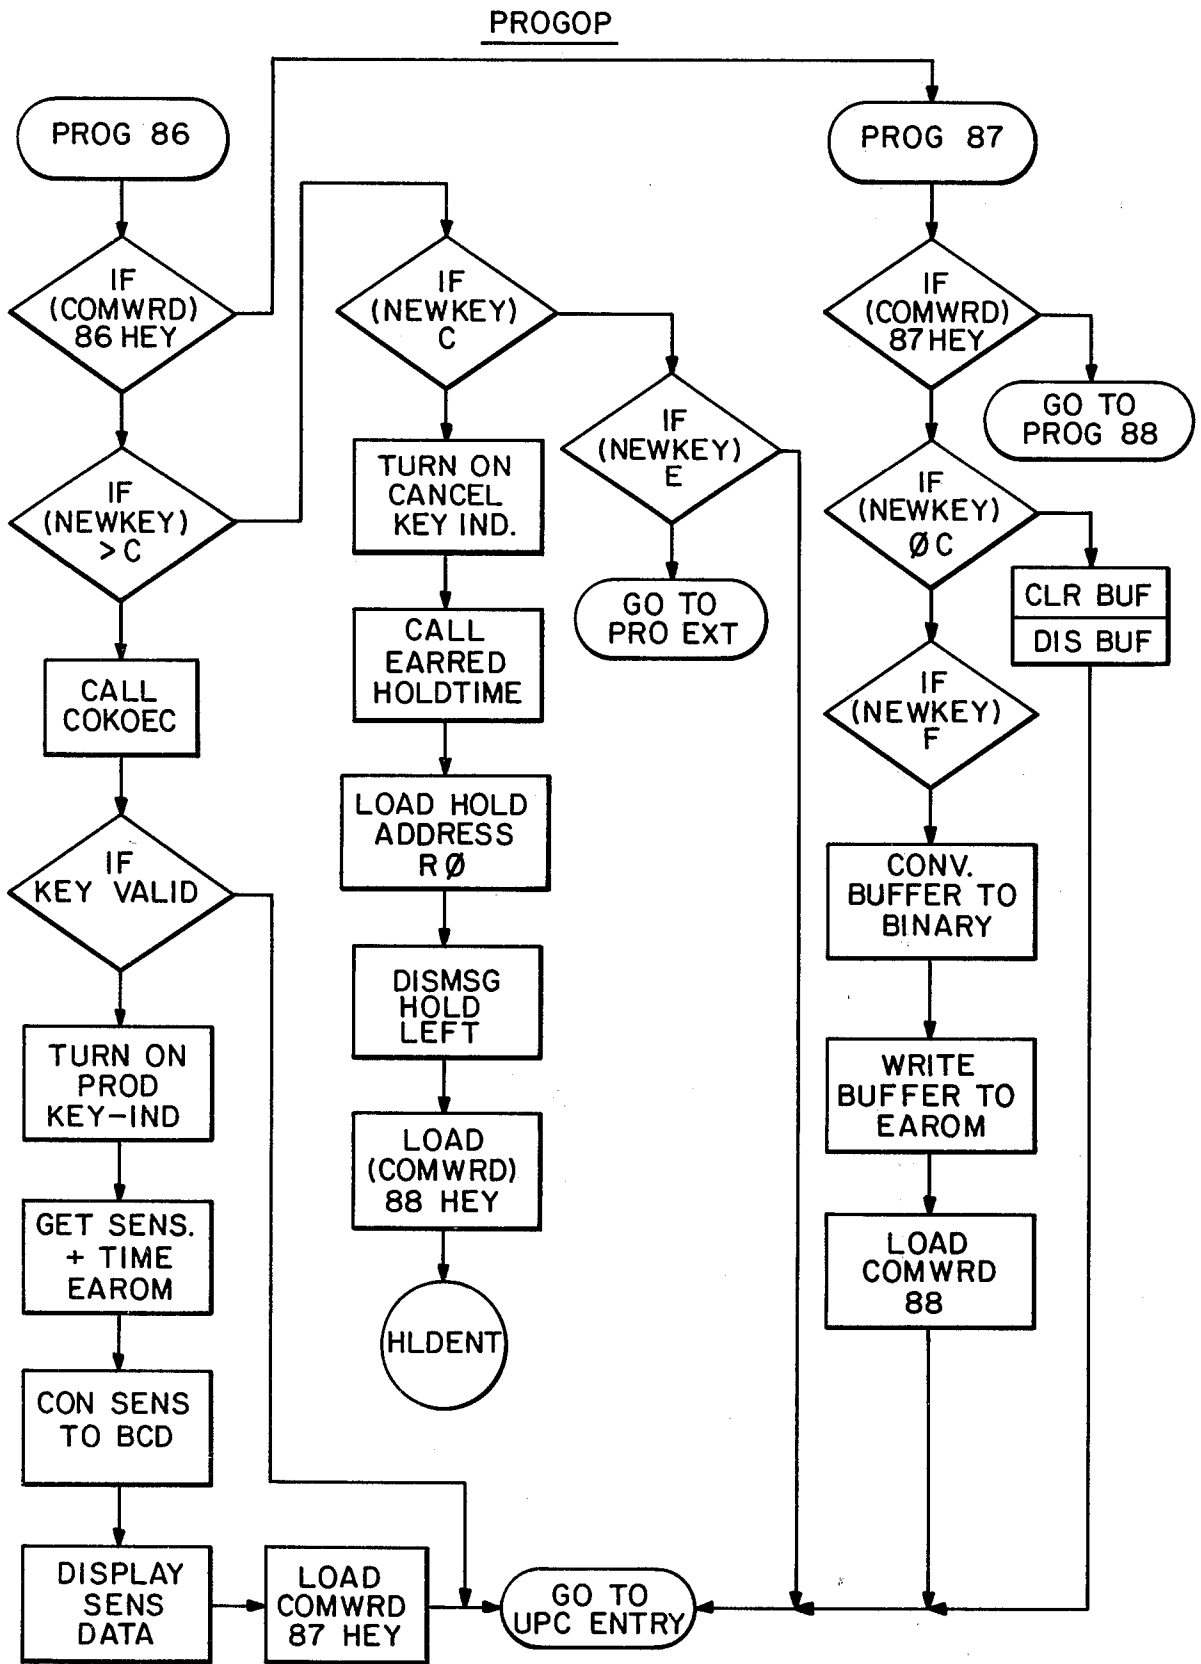 PROGOP
PROG 86
IF
(COMWRD)
86 HEY
IF
(NEWKEY)
> C
CALL
COKOEC
IF
KEY VALID
TURN ON
PROD
KEY-IND
GET SENS.
+ TIME
EAROM
CON SENS
TO BCD
DISPLAY
SENS
DATA
LOAD
COMWRD
87 HEY
IF
(NEWKEY)
C
TURN ON
CANCEL
KEY IND.
CALL
EARRED
HOLDTIME
LOAD HOLD
ADDRESS
R Ø
DISMSG
HOLD
LEFT
LOAD
(COMWRD)
88 HEY
HLDENT
IF
(NEWKEY)
E
GO TO
PRO EXT
PROG 87
IF
(COMWRD)
87 HEY
GO TO
PROG 88
IF
(NEWKEY)
Ø C
CLR BUF
DIS BUF
IF
(NEWKEY)
F
CONV.
BUFFER TO
BINARY
WRITE
BUFFER TO
EAROM
LOAD
COMWRD
88
GO TO
UPC ENTRY